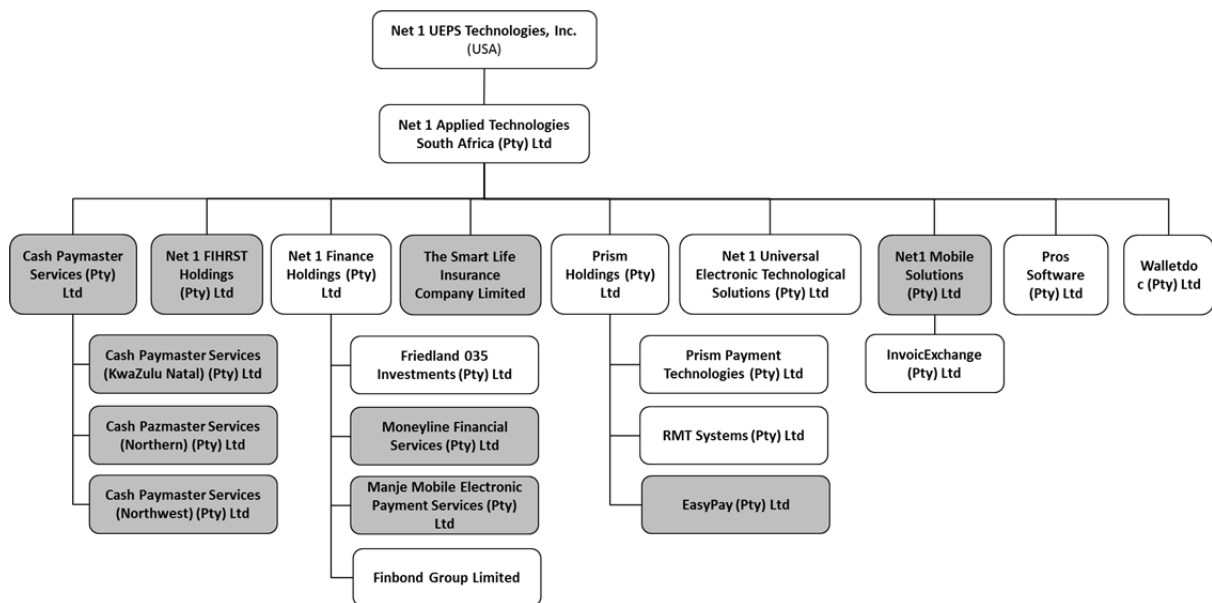 Net 1 UEPS Technologies, Inc.
(USA)
Net 1 Applied Technologies
South Africa (Pty) Ltd
Cash Paymaster
Services (Pty)
Ltd
Net 1 FIHRST
Holdings
(Pty) Ltd
Net 1 Finance
Holdings (Pty)
Ltd
The Smart Life
Insurance
Company Limited
Prism
Holdings (Pty)
Ltd
Net 1 Universal
Electronic Technological
Solutions (Pty) Ltd
Net1 Mobile
Solutions
(Pty) Ltd
Pros
Software
(Pty) Ltd
Walletdo
c (Pty) Ltd
Cash Paymaster Services
(KwaZulu Natal) (Pty) Ltd
Cash Pazmaster Services
(Northern) (Pty) Ltd
Cash Paymaster Services
(Northwest) (Pty) Ltd
Friedland 035
Investments (Pty) Ltd
Moneyline Financial
Services (Pty) Ltd
Manje Mobile Electronic
Payment Services (Pty)
Ltd
Finbond Group Limited
Prism Payment
Technologies (Pty) Ltd
RMT Systems (Pty) Ltd
EasyPay (Pty) Ltd
InvoicExchange
(Pty) Ltd